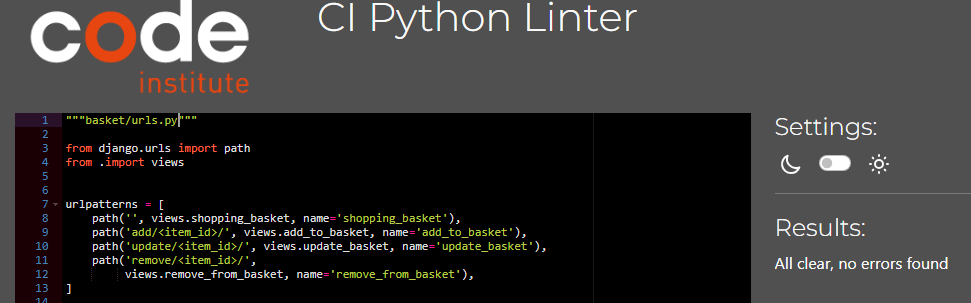 code
institute
CI Python Linter
1 """basket/urls.py"""
2
3 from django.urls import path
4 from .import views
5
6
7 urlpatterns = [
8     path('', views.shopping_basket, name='shopping_basket'),
9     path('add/<item_id>/', views.add_to_basket, name='add_to_basket'),
10     path('update/<item_id>/', views.update_basket, name='update_basket'),
11     path('remove/<item_id>/',
12          views.remove_from_basket, name='remove_from_basket'),
13 ]
14
Settings:
Results:
All clear, no errors found